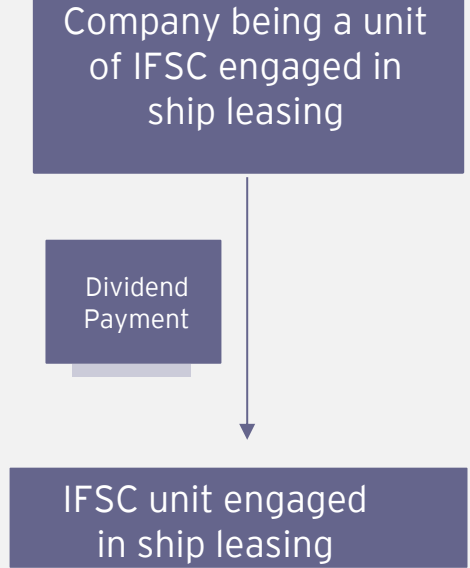 Company being a unit
of IFSC engaged in
ship leasing
Dividend
Payment
IFSC unit engaged
in ship leasing